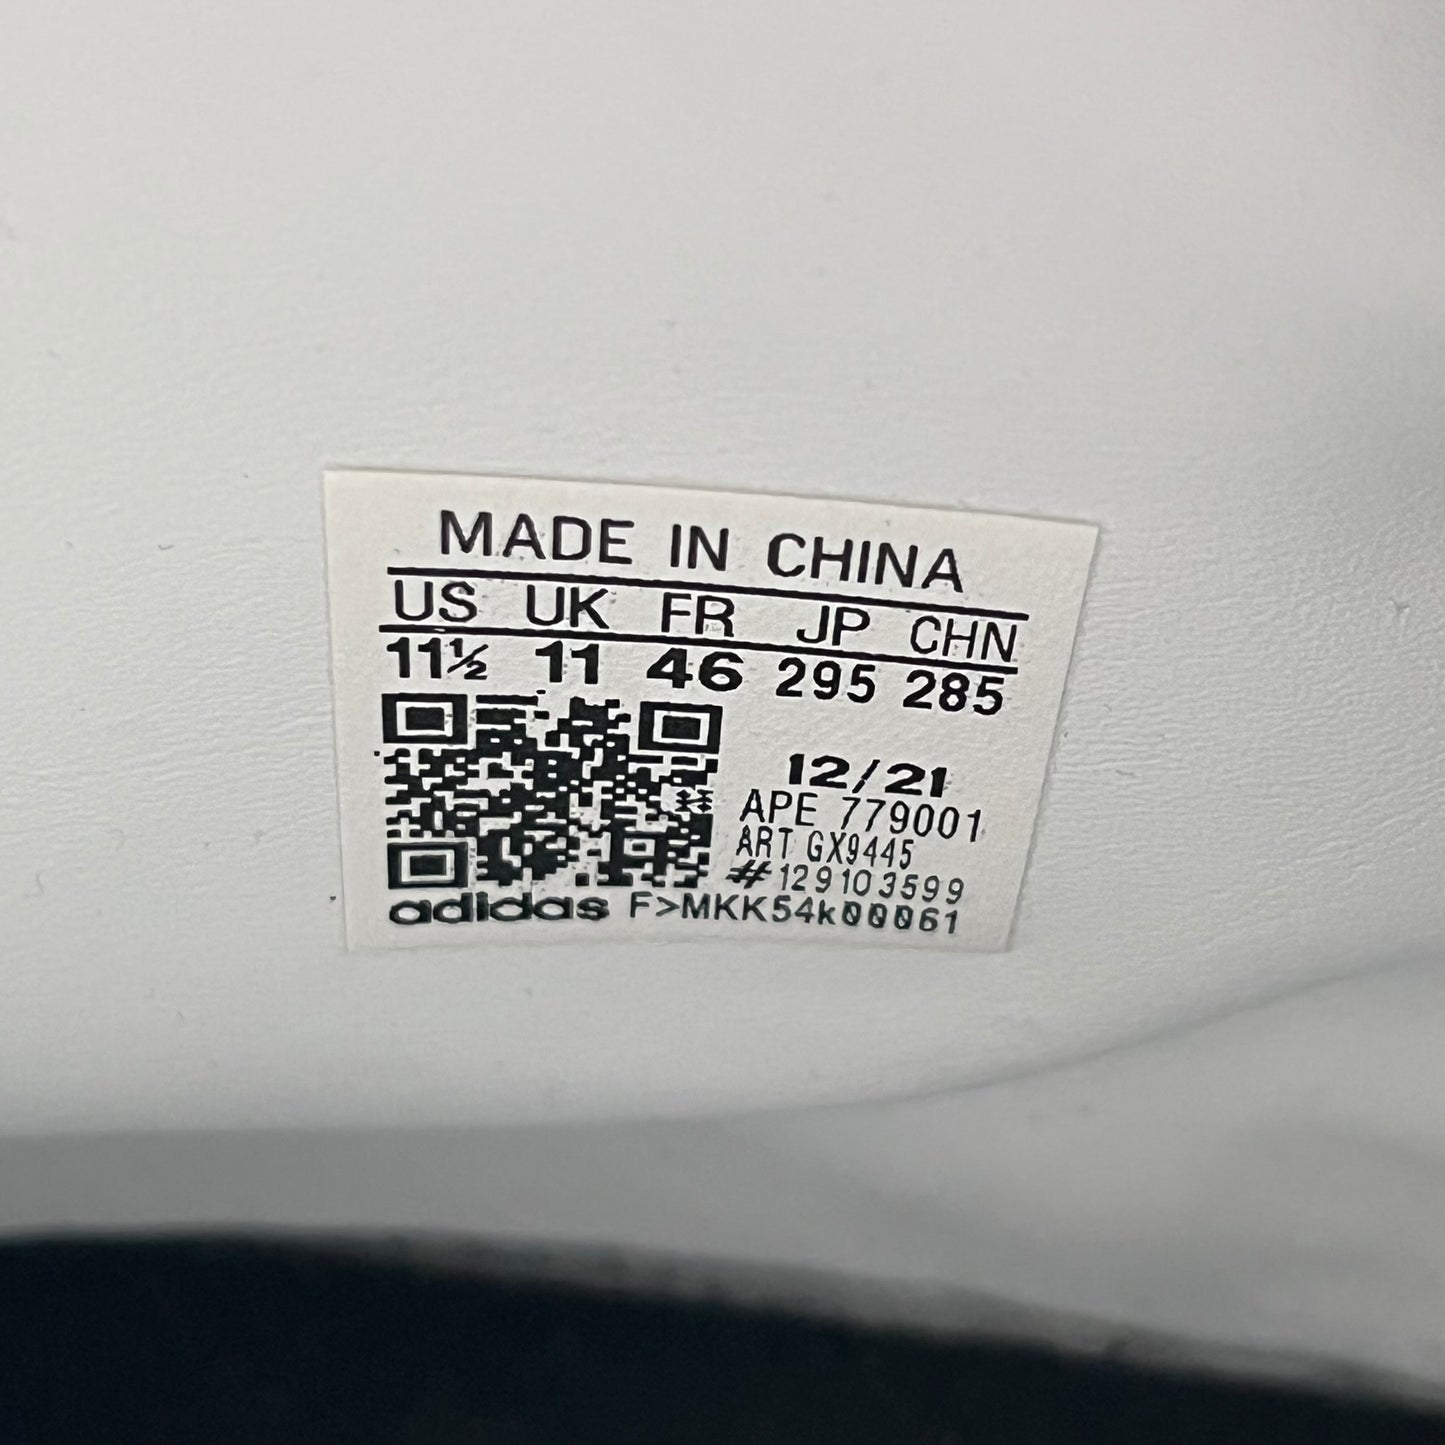 MADE IN CHINA
US UK FR JP CHN
11½ 11 46 295 285
12/21
APE 779001
ART GX9445
# 129103599
adidas F>MKK54k00061